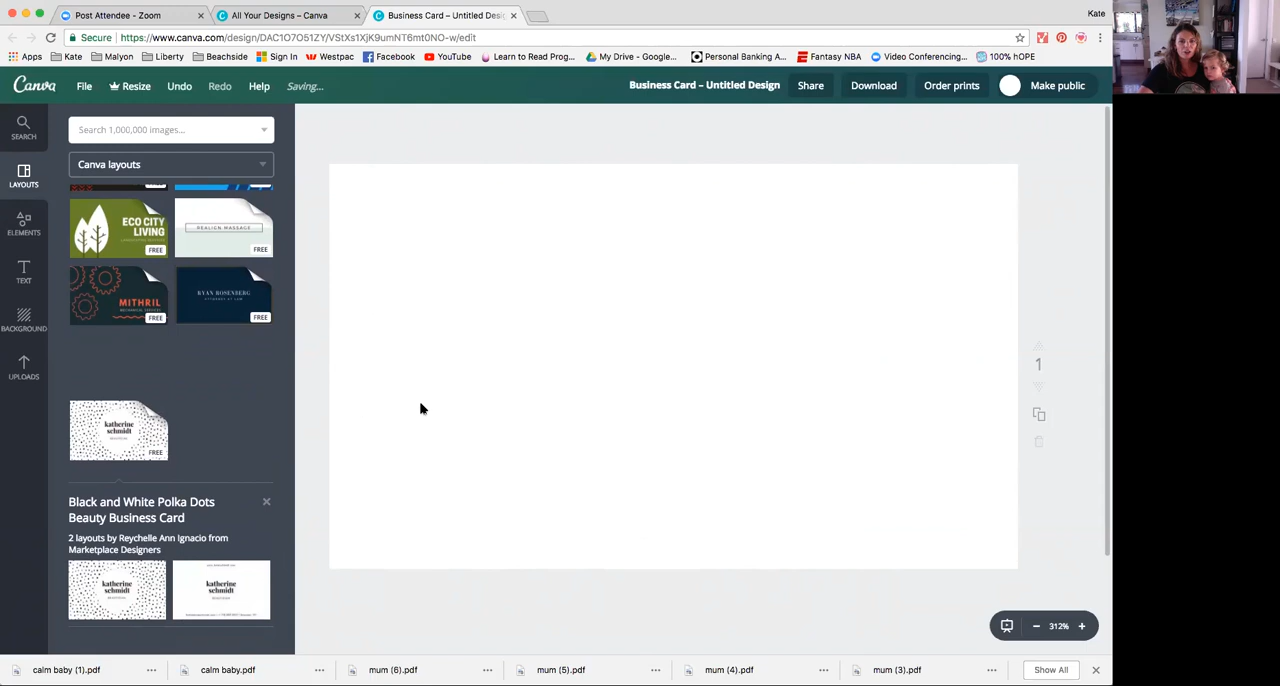 Post Attendee - Zoom
All Your Designs – Canva
Business Card – Untitled Desi
Kate
Secure
https://www.canva.com/design/DAC1O7O51ZY/VStXs1XjK9umNT6mt0NO-w/edit
Apps Kate Malyon Liberty Beachside Sign In Westpac Facebook YouTube Learn to Read Prog... My Drive – Google... Personal Banking A... Fantasy NBA Video Conferencing... 100% hOPE
Canva File Resize Undo Redo Help Saving... Business Card – Untitled Design Share Download Order prints Make public
SEARCH
LAYOUTS
ELEMENTS
TEXT
BACKGROUND
UPLOADS
Search 1,000,000 images...
Canva layouts
FREE
ECO CITY
LIVING
FREE
REALIGN MASSAGE
FREE
MITHRIL
MECHANICAL SERVICES
FREE
RYAN ROSENBERG
ATTORNEY AT LAW
FREE
katherine
schmidt
FREE
Black and White Polka Dots
Beauty Business Card
2 layouts by Reychelle Ann Ignacio from
Marketplace Designers
katherine
schmidt
katherine
schmidt
1
312%
calm baby (1).pdf
calm baby.pdf
mum (6).pdf
mum (5).pdf
mum (4).pdf
mum (3).pdf
Show All